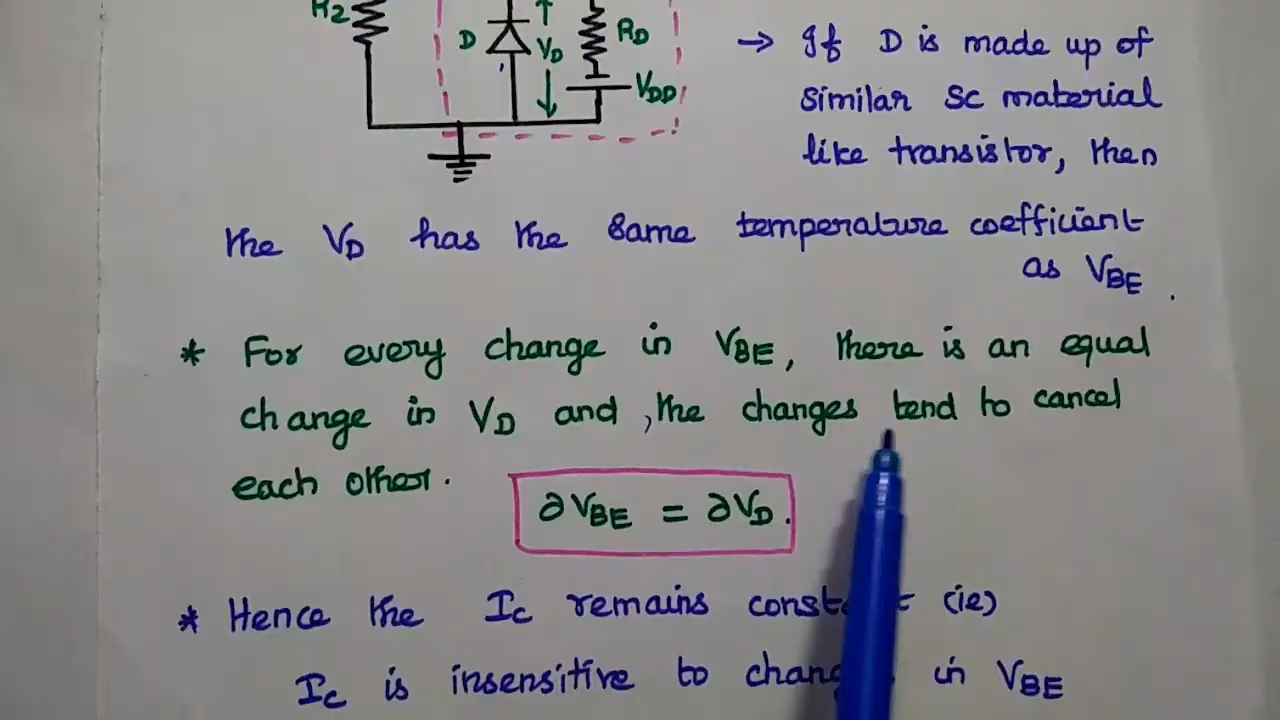 R2
D
VD
RD
VDD
→ If D is made up of
similar SC material
like transistor, then
the VD has the same temperature coefficient
as VBE.
* For every change in VBE, there is an equal
change in VD and, the changes tend to cancel
each other.
∂VBE = ∂VD.
* Hence the IC remains (ie)
IC is insensitive to in VBE